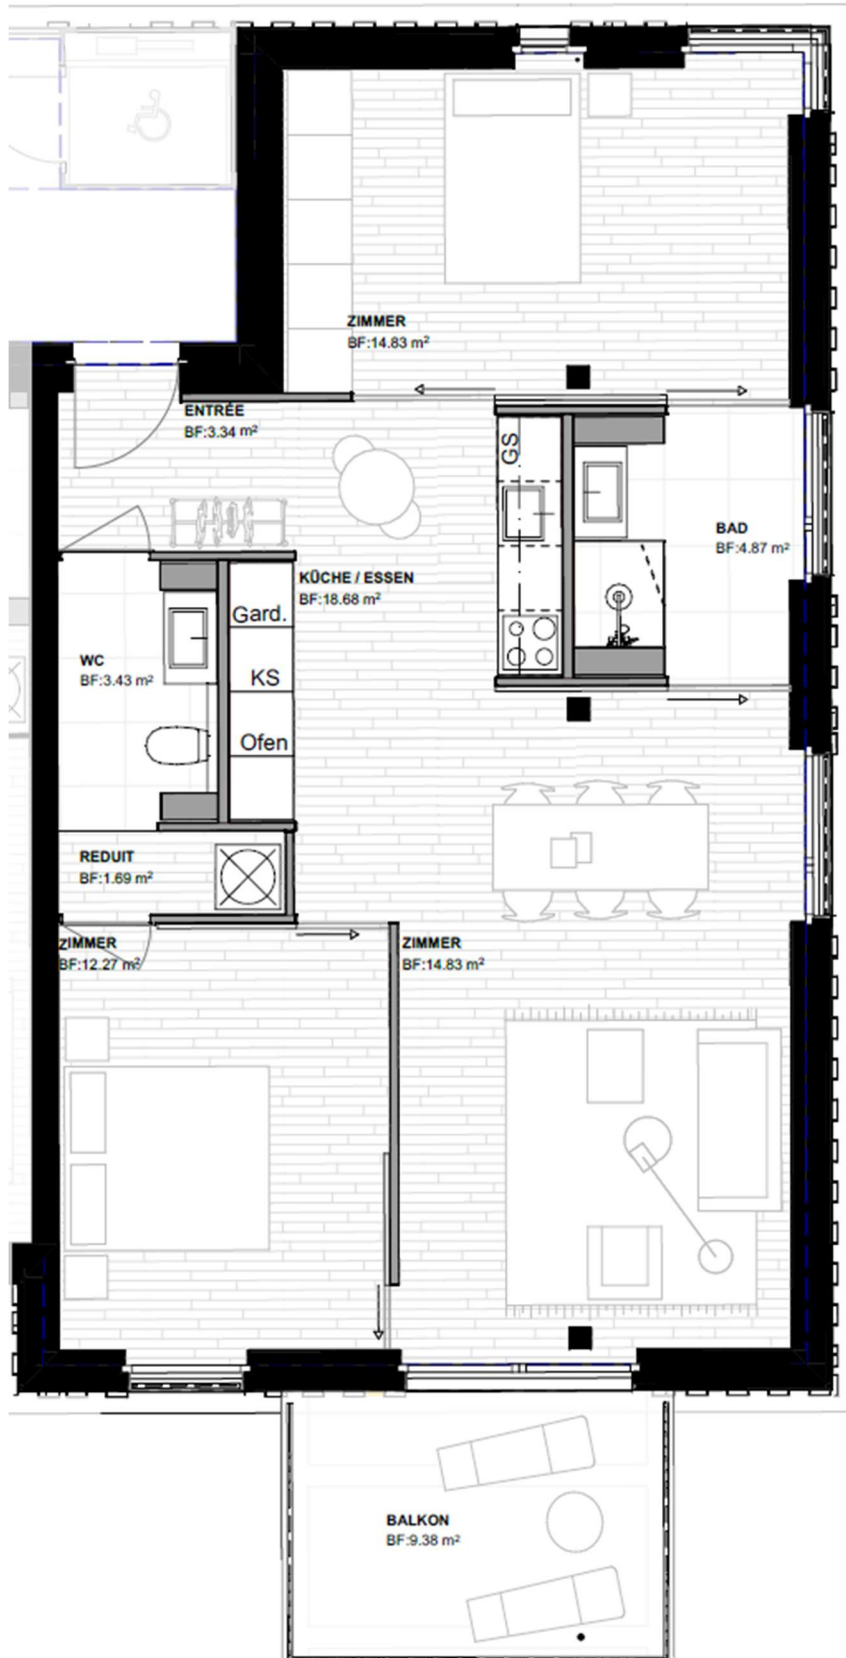 ZIMMER
BF:14.83 m²
ENTRÉE
BF:3.34 m²
GS
BAD
BF:4.87 m²
KÜCHE / ESSEN
BF:18.68 m²
Gard.
WC
BF:3.43 m²
KS
Ofen
REDUIT
BF:1.69 m²
ZIMMER
BF:12.27 m²
ZIMMER
BF:14.83 m²
BALKON
BF:9.38 m²